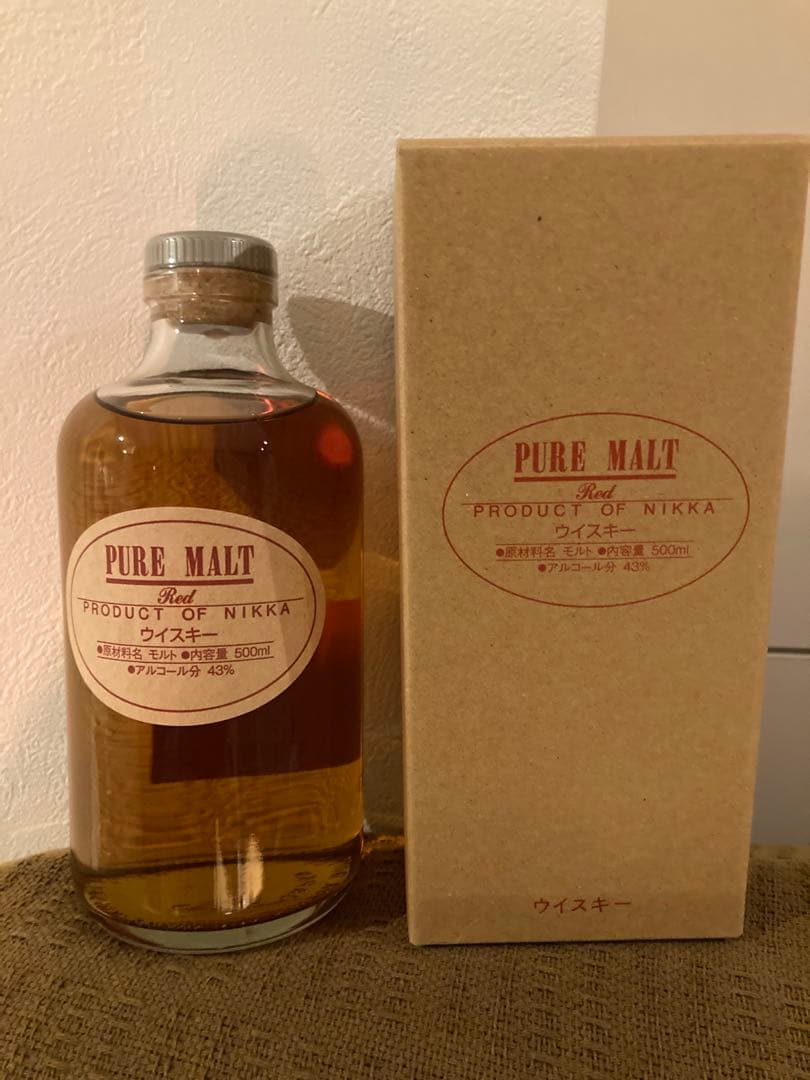 PURE MALT
Red
PRODUCT OF NIKKA
ウイスキー
●原材料名 モルト ●内容量 500ml
●アルコール分 43%
PURE MALT
Red
PRODUCT OF NIKKA
ウイスキー
●原材料名 モルト ●内容量 500ml
●アルコール分 43%
ウイスキー